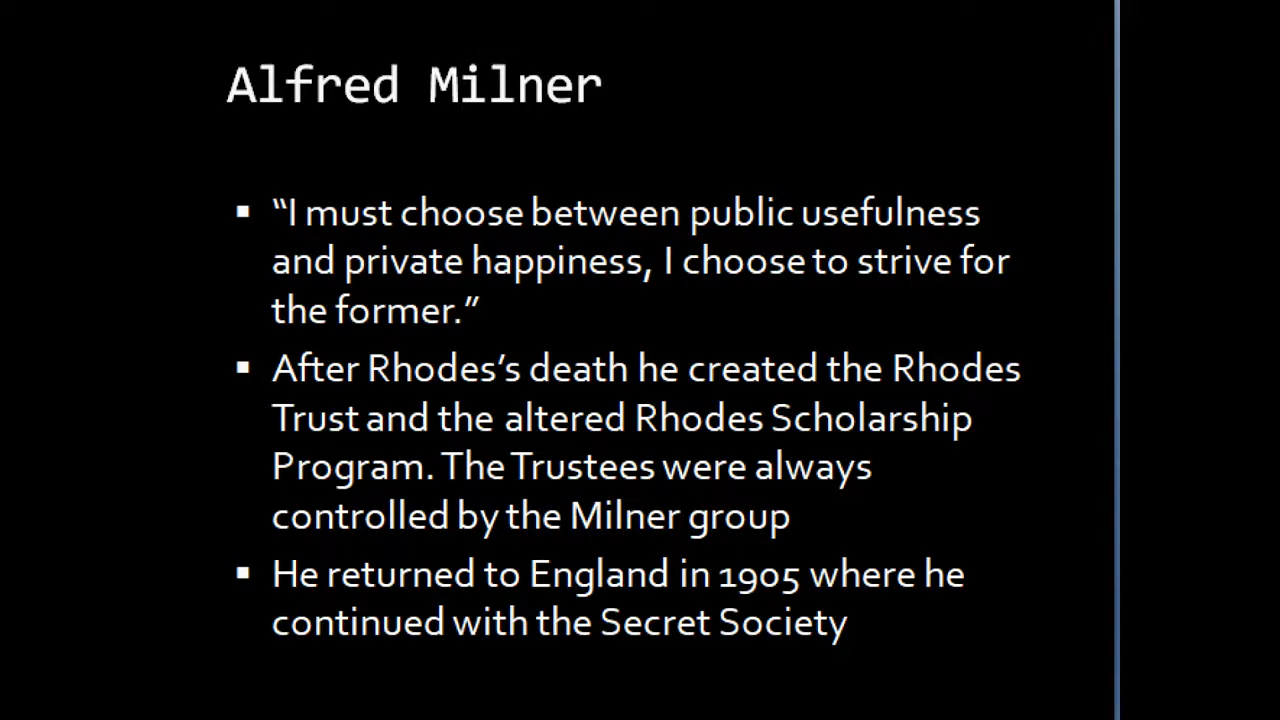 Alfred Milner
▪ “I must choose between public usefulness
and private happiness, I choose to strive for
the former.”
▪ After Rhodes’s death he created the Rhodes
Trust and the altered Rhodes Scholarship
Program. The Trustees were always
controlled by the Milner group
▪ He returned to England in 1905 where he
continued with the Secret Society